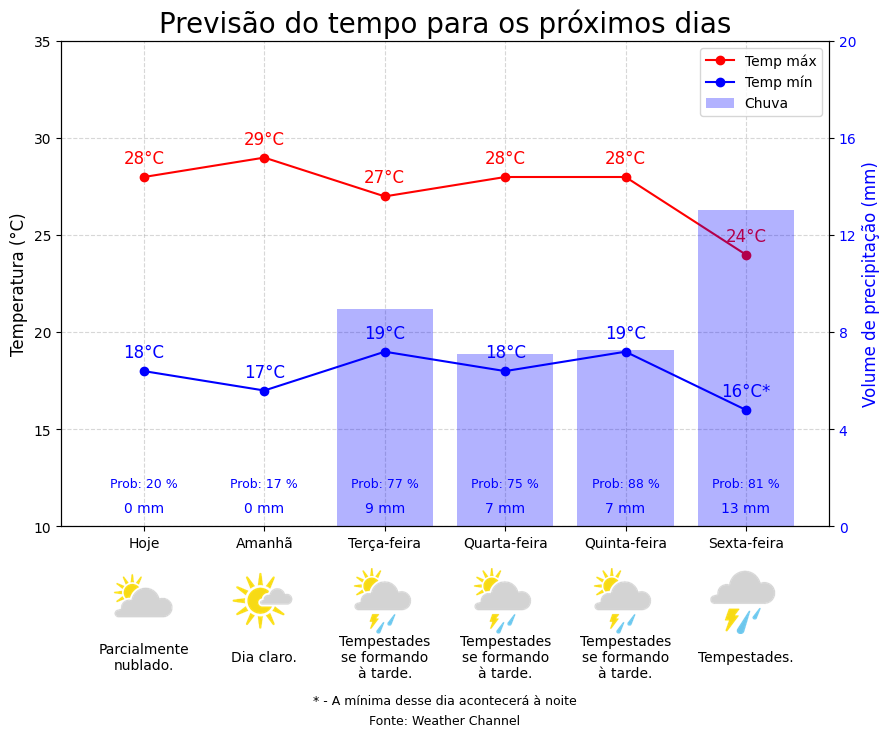 Previsão do tempo para os próximos dias
35
30
25
20
15
10
Temperatura (°C)
20
16
12
8
4
0
Volume de precipitação (mm)
Temp máx
Temp mín
Chuva
28°C 29°C 27°C 28°C 28°C 24°C
18°C 17°C 19°C 18°C 19°C 16°C*
Prob: 20 % Prob: 17 % Prob: 77 % Prob: 75 % Prob: 88 % Prob: 81 %
0 mm 0 mm 9 mm 7 mm 7 mm 13 mm
Hoje Amanhã Terça-feira Quarta-feira Quinta-feira Sexta-feira
Parcialmente
nublado.
Dia claro.
Tempestades
se formando
à tarde.
Tempestades
se formando
à tarde.
Tempestades
se formando
à tarde.
Tempestades.
* - A mínima desse dia acontecerá à noite
Fonte: Weather Channel